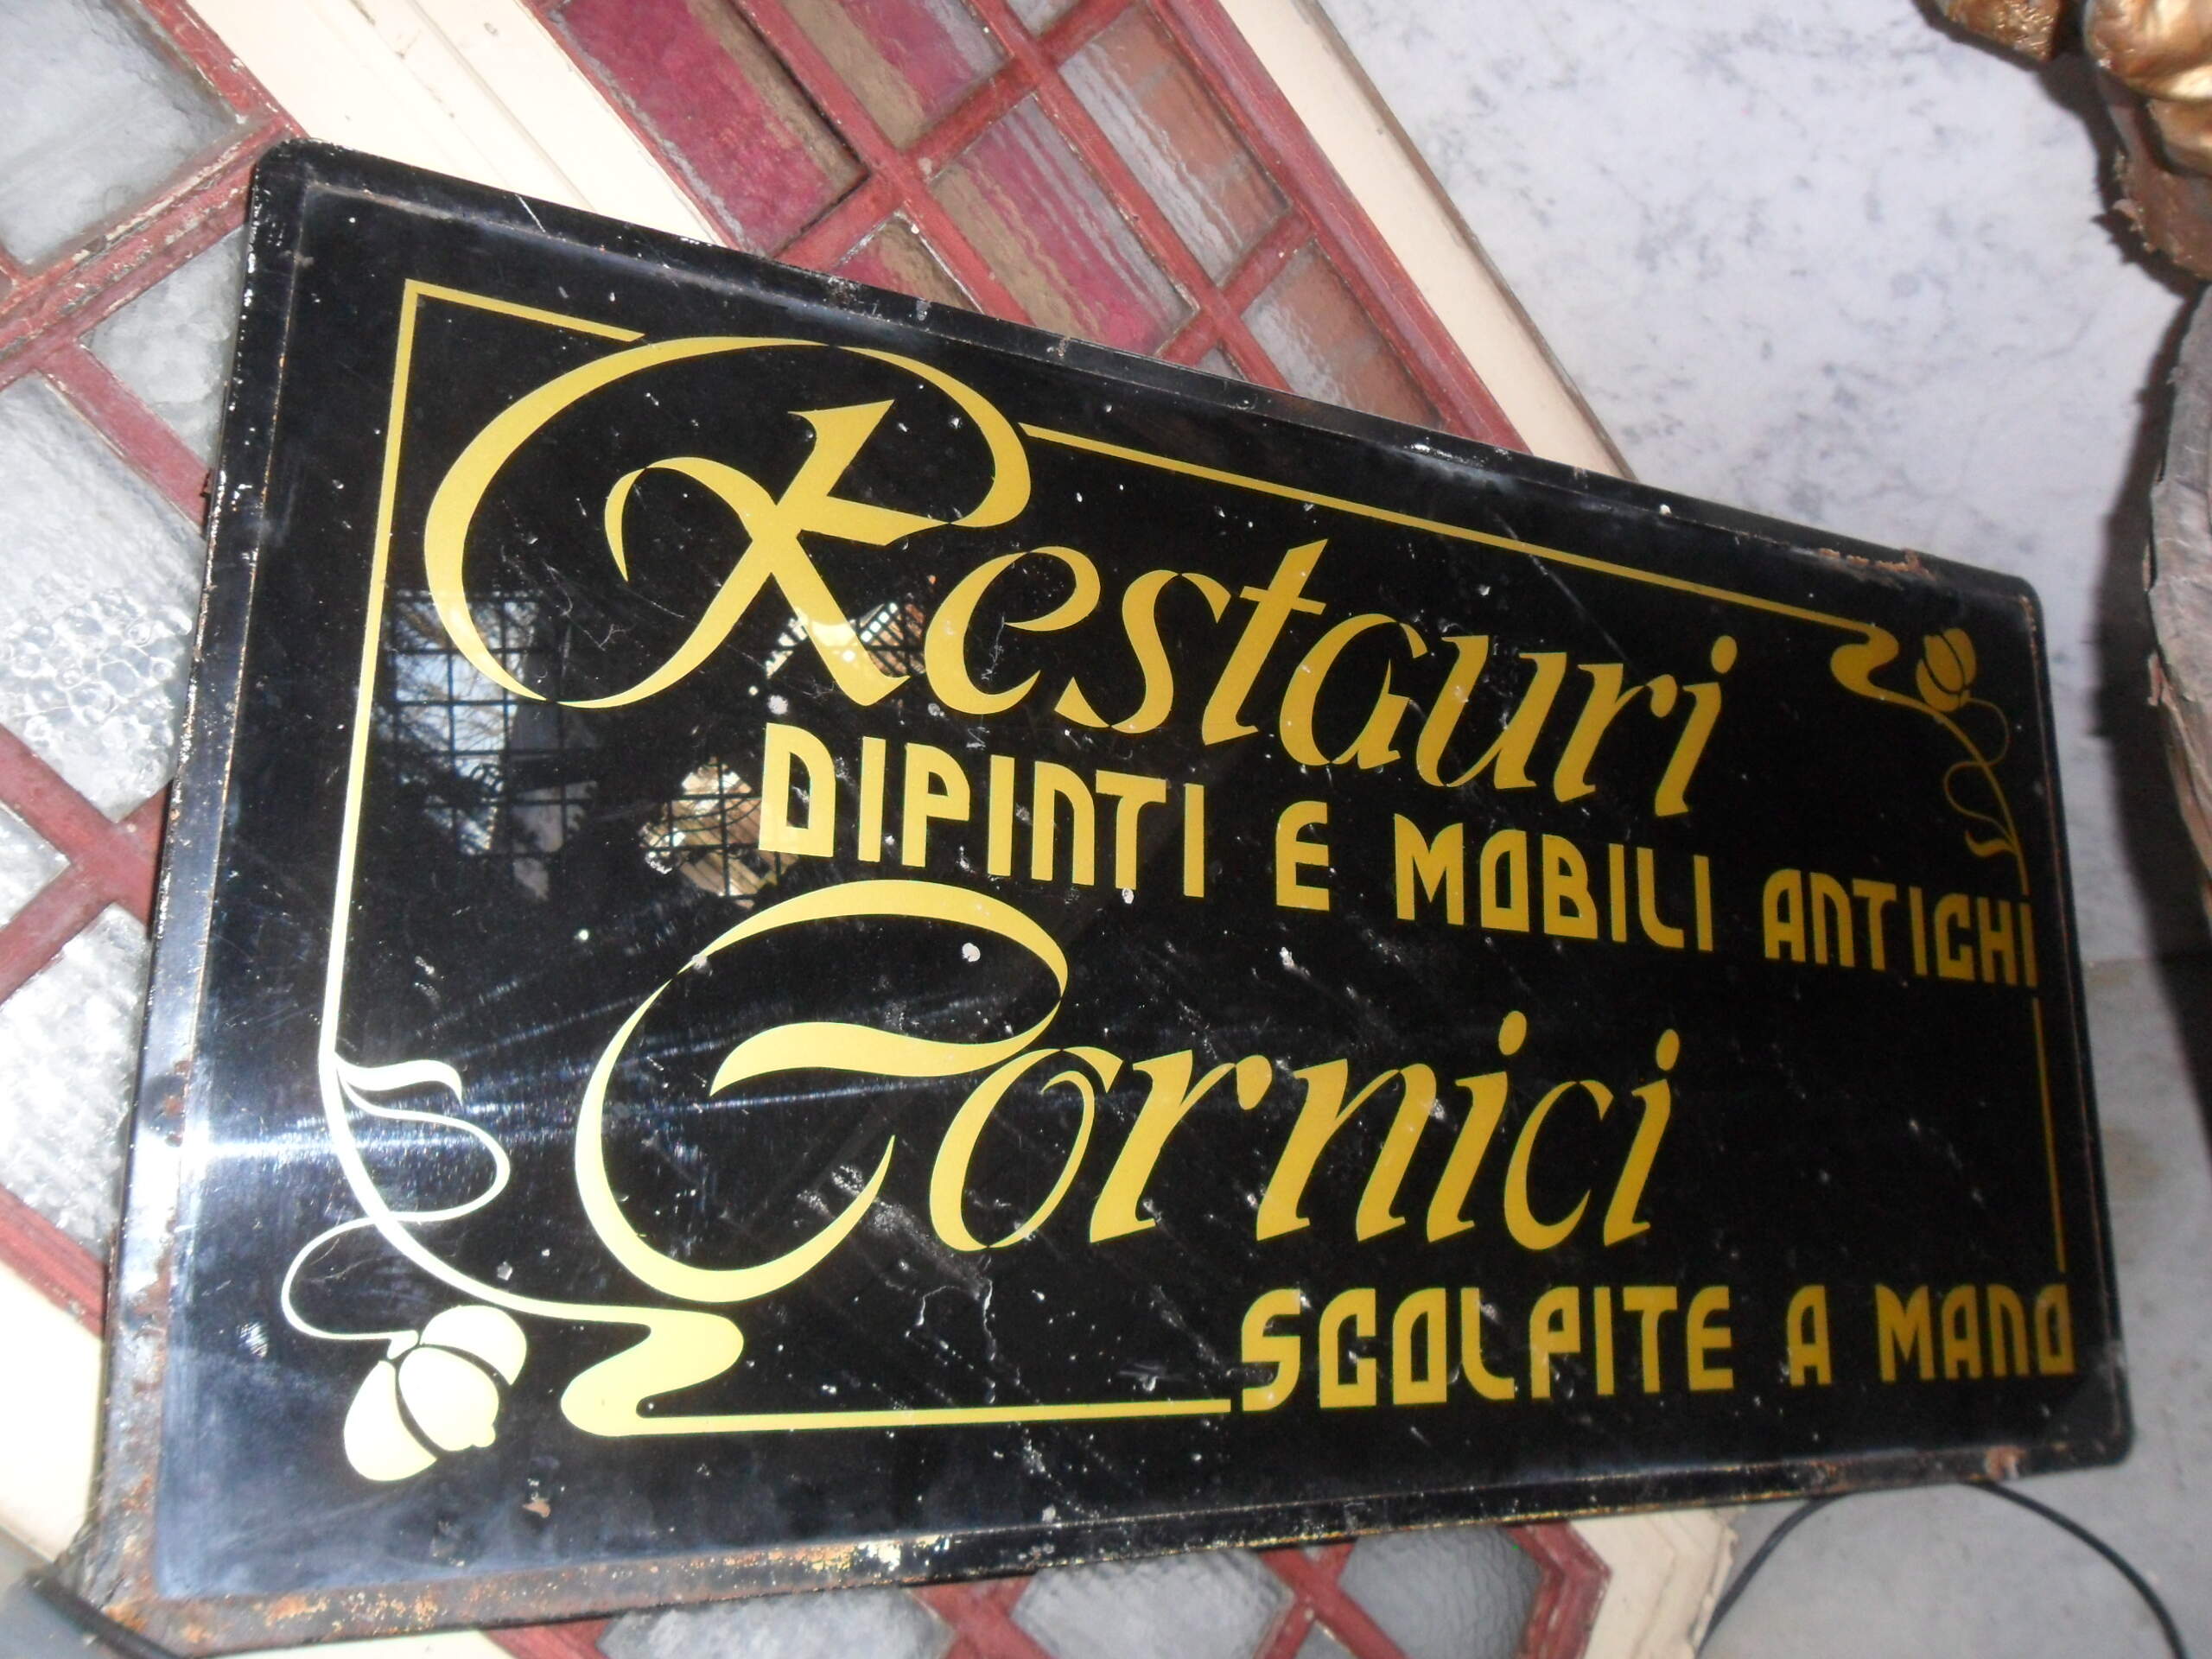 Restauri
DIPINTI E MOBILI ANTICHI
Cornici
SCOLPITE A MANO